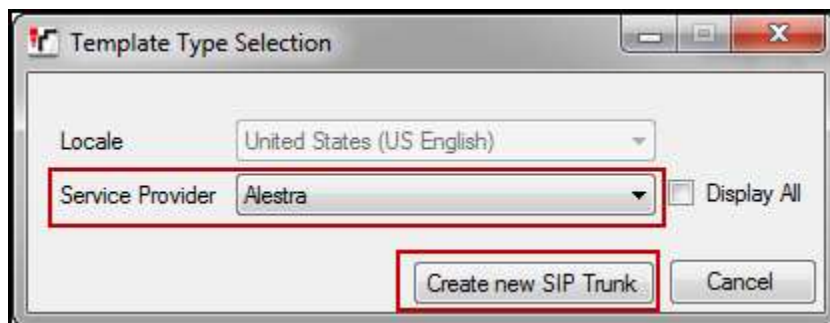 Template Type Selection
Locale United States (US English)
Service Provider Alestra Display All
Create new SIP Trunk Cancel